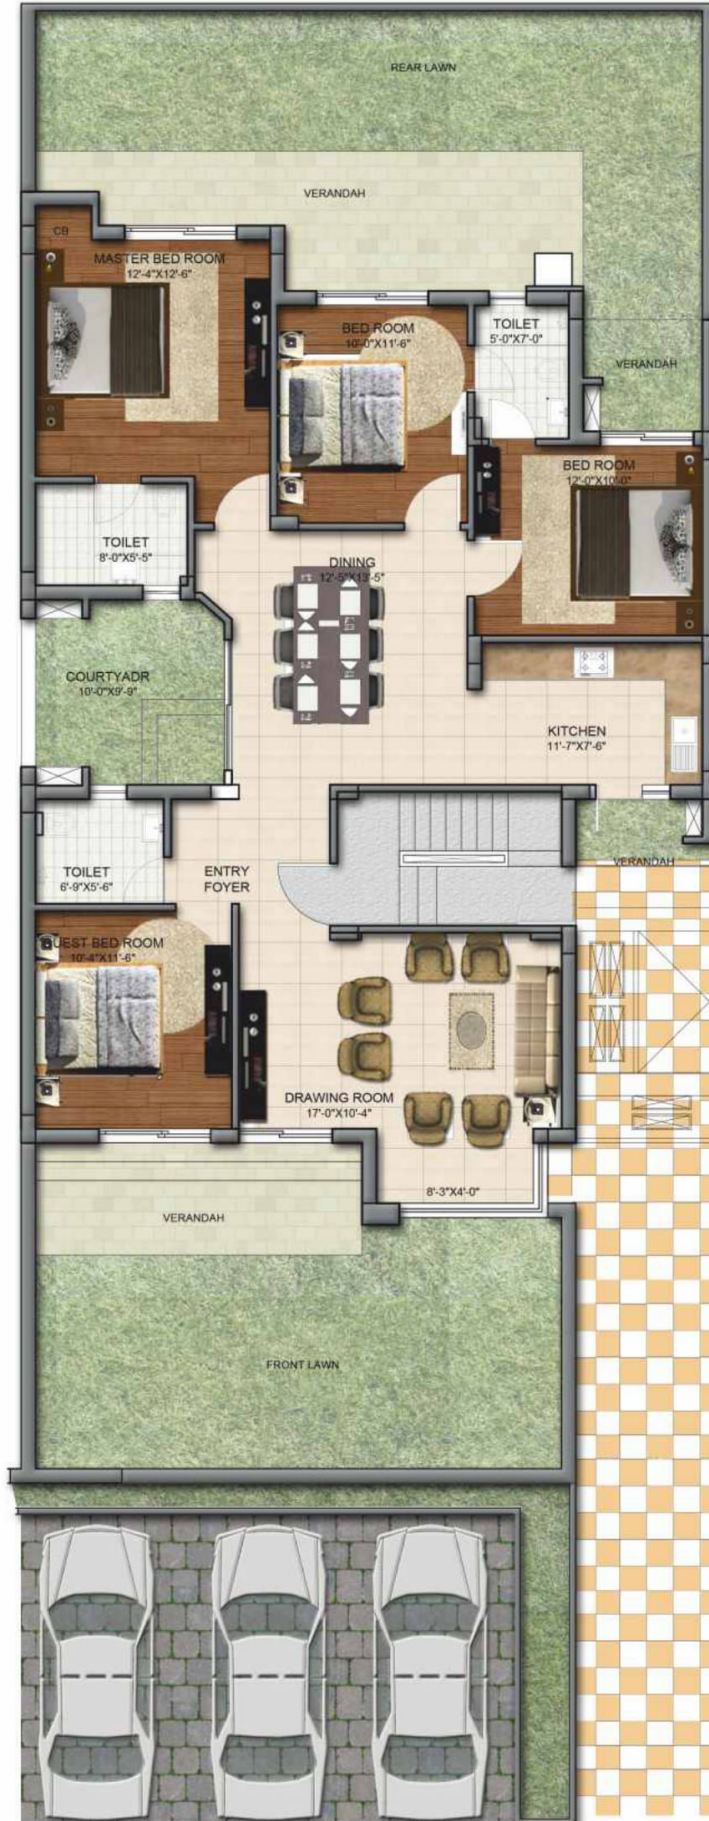 REAR LAWN
VERANDAH
CB
MASTER BED ROOM
12'-4"X12'-6"
BED ROOM
10'-0"X11'-6"
TOILET
5'-0"X7'-0"
VERANDAH
BED ROOM
12'-0"X10'-0"
TOILET
8'-0"X5'-5"
DINING
12'-5"X13'-5"
COURTYADR
10'-0"X9'-9"
KITCHEN
11'-7"X7'-6"
TOILET
6'-9"X5'-6"
ENTRY
FOYER
VERANDAH
UEST BED ROOM
10'-4"X11'-6"
DRAWING ROOM
17'-0"X10'-4"
8'-3"X4'-0"
VERANDAH
FRONT LAWN